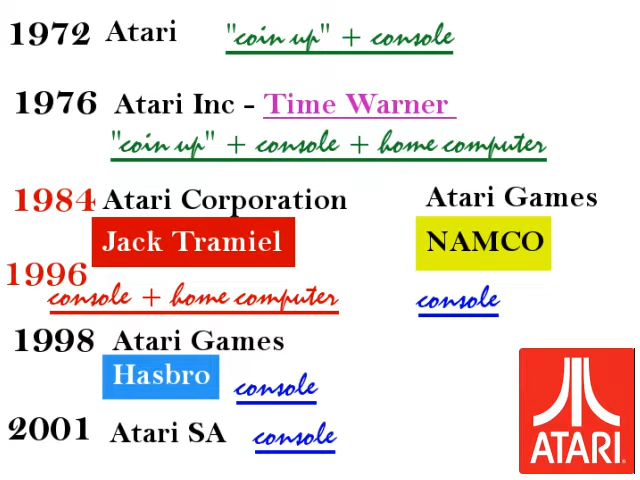 1972 Atari "coin up" + console
1976 Atari Inc - Time Warner
"coin up" + console + home computer
1984 Atari Corporation Atari Games
Jack Tramiel NAMCO
1996
console + home computer console
1998 Atari Games
Hasbro console
2001 Atari SA console
ATARI